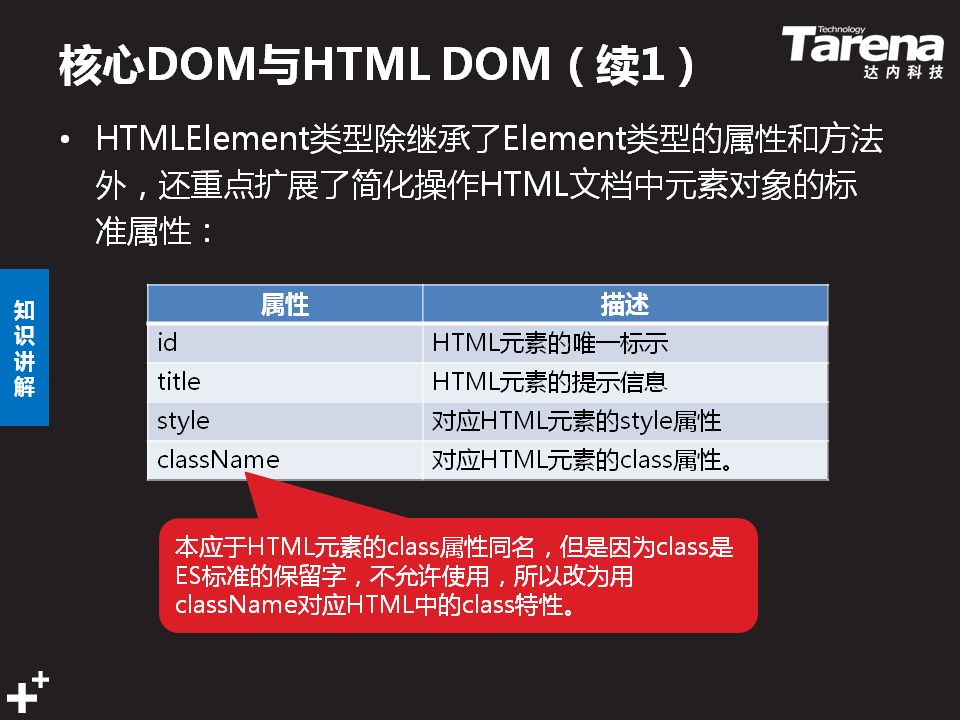 核心DOM与HTML DOM（续1）
Technology
Tarena
达内科技
• HTMLElement类型除继承了Element类型的属性和方法
外，还重点扩展了简化操作HTML文档中元素对象的标
准属性：
知识讲解
属性 描述
id HTML元素的唯一标示
title HTML元素的提示信息
style 对应HTML元素的style属性
className 对应HTML元素的class属性。
本应于HTML元素的class属性同名，但是因为class是
ES标准的保留字，不允许使用，所以改为用
className对应HTML中的class特性。